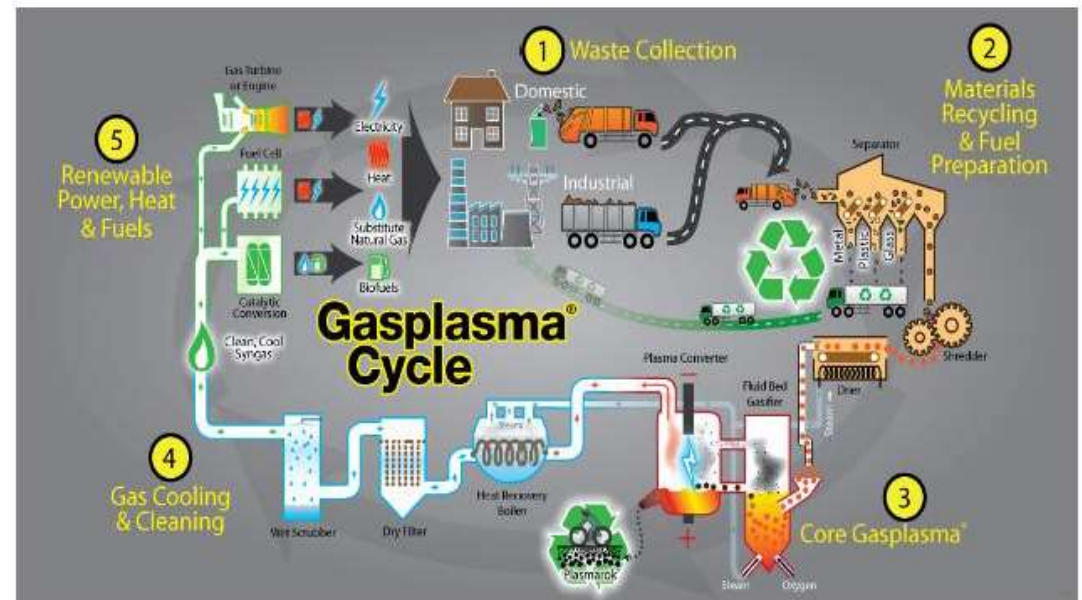 1 Waste Collection
Domestic
Industrial
2
Materials
Recycling
& Fuel
Preparation
Separator
Metal
Plastic
Glass
Shredder
Drier
Steam
3
Core Gasplasma®
Fluid Bed
Gasifier
Plasma Converter
Steam
Oxygen
Plasmarok
4
Gas Cooling
& Cleaning
Steam
Heat Recovery
Boiler
Dry Filter
Wet Scrubber
Clean, Cool
Syngas
5
Renewable
Power, Heat
& Fuels
Gas Turbine
or Engine
Fuel Cell
Catalytic
Conversion
Electricity
Heat
Substitute
Natural Gas
Biofuels
Gasplasma®
Cycle